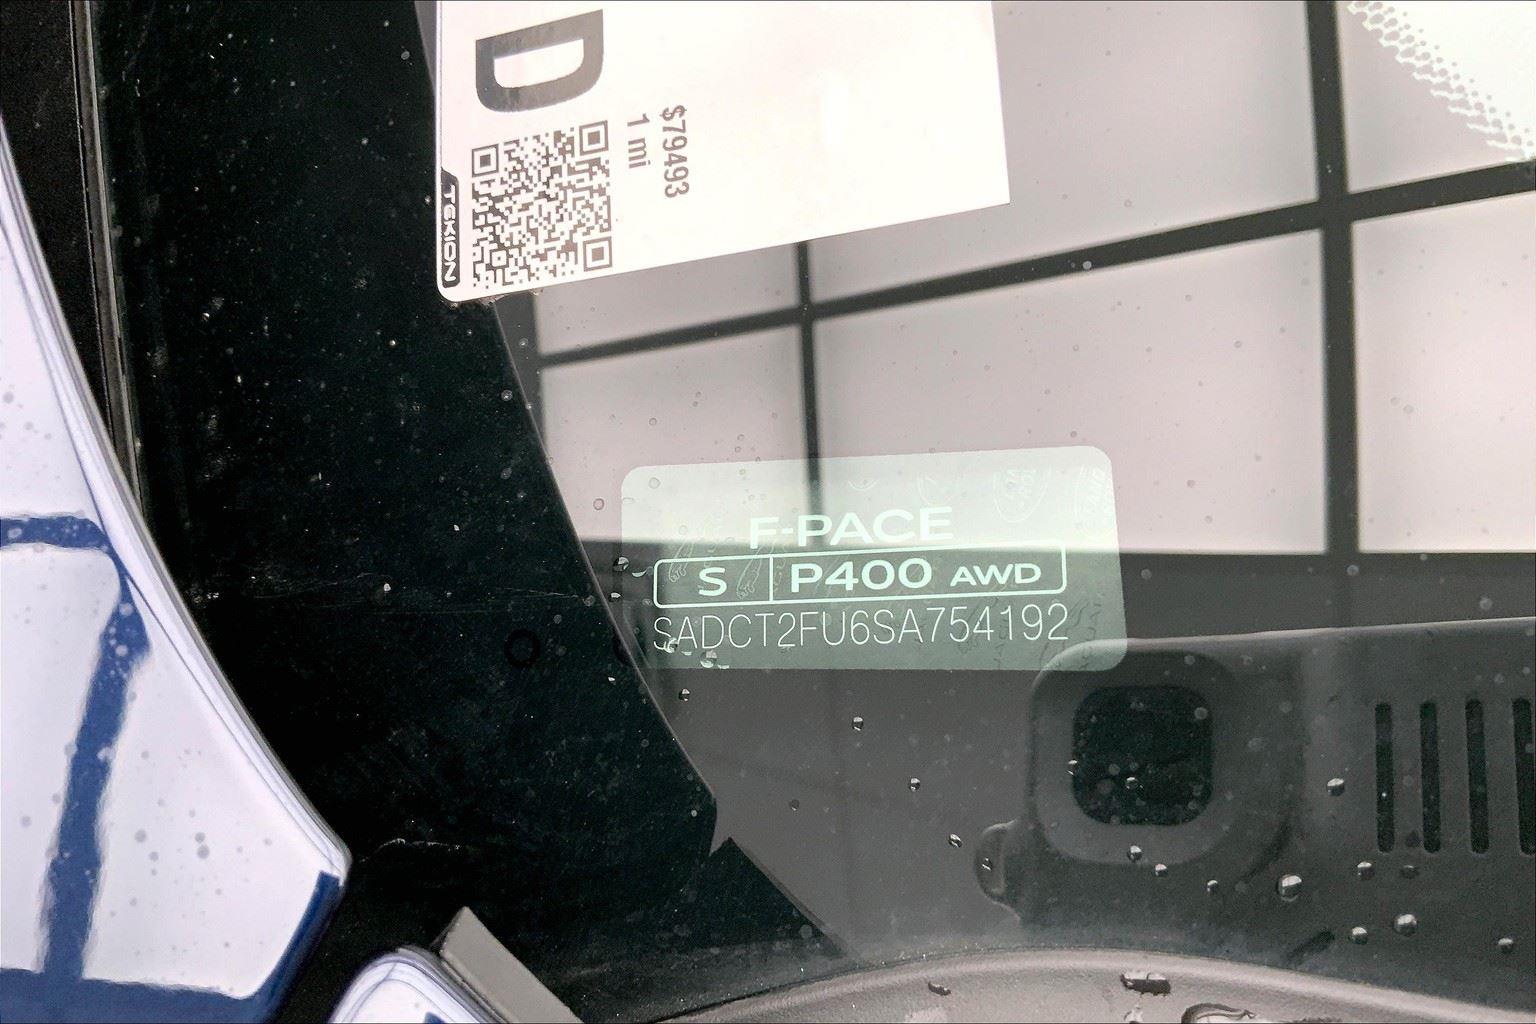 D
$79493
1 mi
TEKION
F-PACE
S P400 AWD
SADCT2FU6SA754192